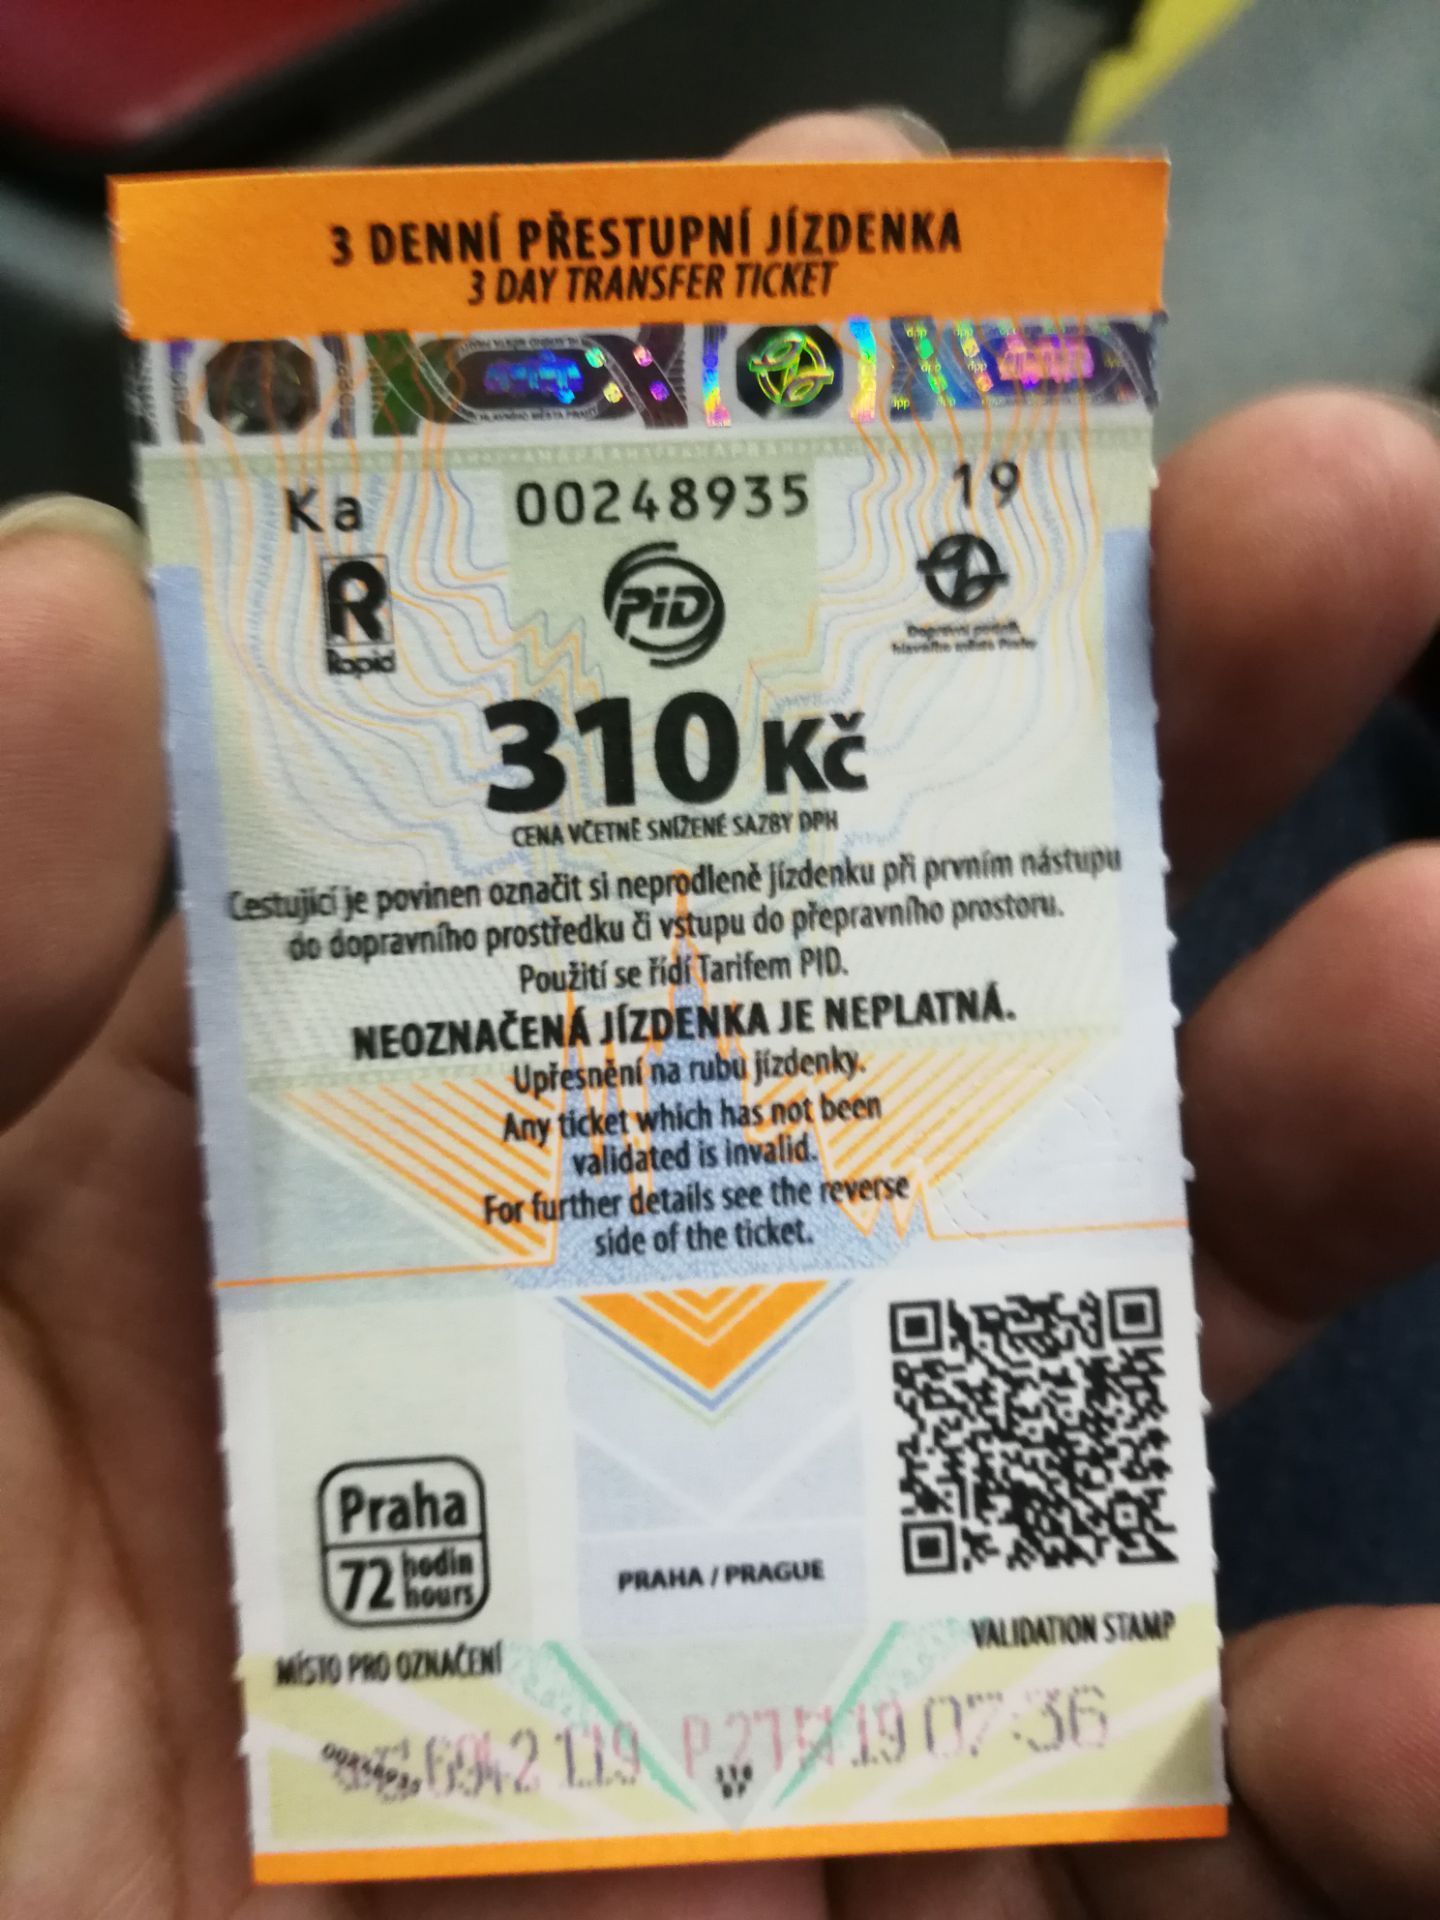 3 DENNÍ PŘESTUPNÍ JÍZDENKA
3 DAY TRANSFER TICKET
Ka 00248935 19
R PID
Rapid
310 Kč
CENA VČETNĚ SNÍŽENÉ SAZBY DPH
Cestující je povinen označit si neprodleně jízdenku při prvním nástupu
do dopravního prostředku či vstupu do přepravního prostoru.
Použití se řídí Tarifem PID.
NEOZNAČENÁ JÍZDENKA JE NEPLATNÁ.
Upřesnění na rubu jízdenky.
Any ticket which has not been
validated is invalid.
For further details see the reverse
side of the ticket.
Praha
72 hodin
hours
PRAHA / PRAGUE
VALIDATION STAMP
MÍSTO PRO OZNAČENÍ
07:36